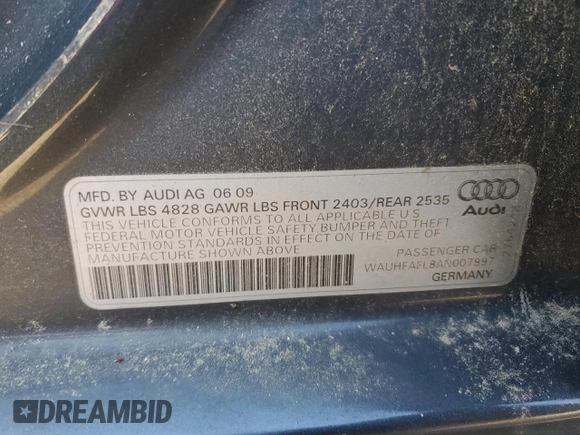 MFD. BY AUDI AG 06 09
GVWR LBS 4828 GAWR LBS FRONT 2403/REAR 2535
THIS VEHICLE CONFORMS TO ALL APPLICABLE U S
FEDERAL MOTOR VEHICLE SAFETY BUMPER AND THEFT
PREVENTION STANDARDS IN EFFECT ON THE DATE OF
MANUFACTURE SHOWN ABOVE
Audi
PASSENGER CAR
WAUHFAFL8AN007997
GERMANY
DREAMBID